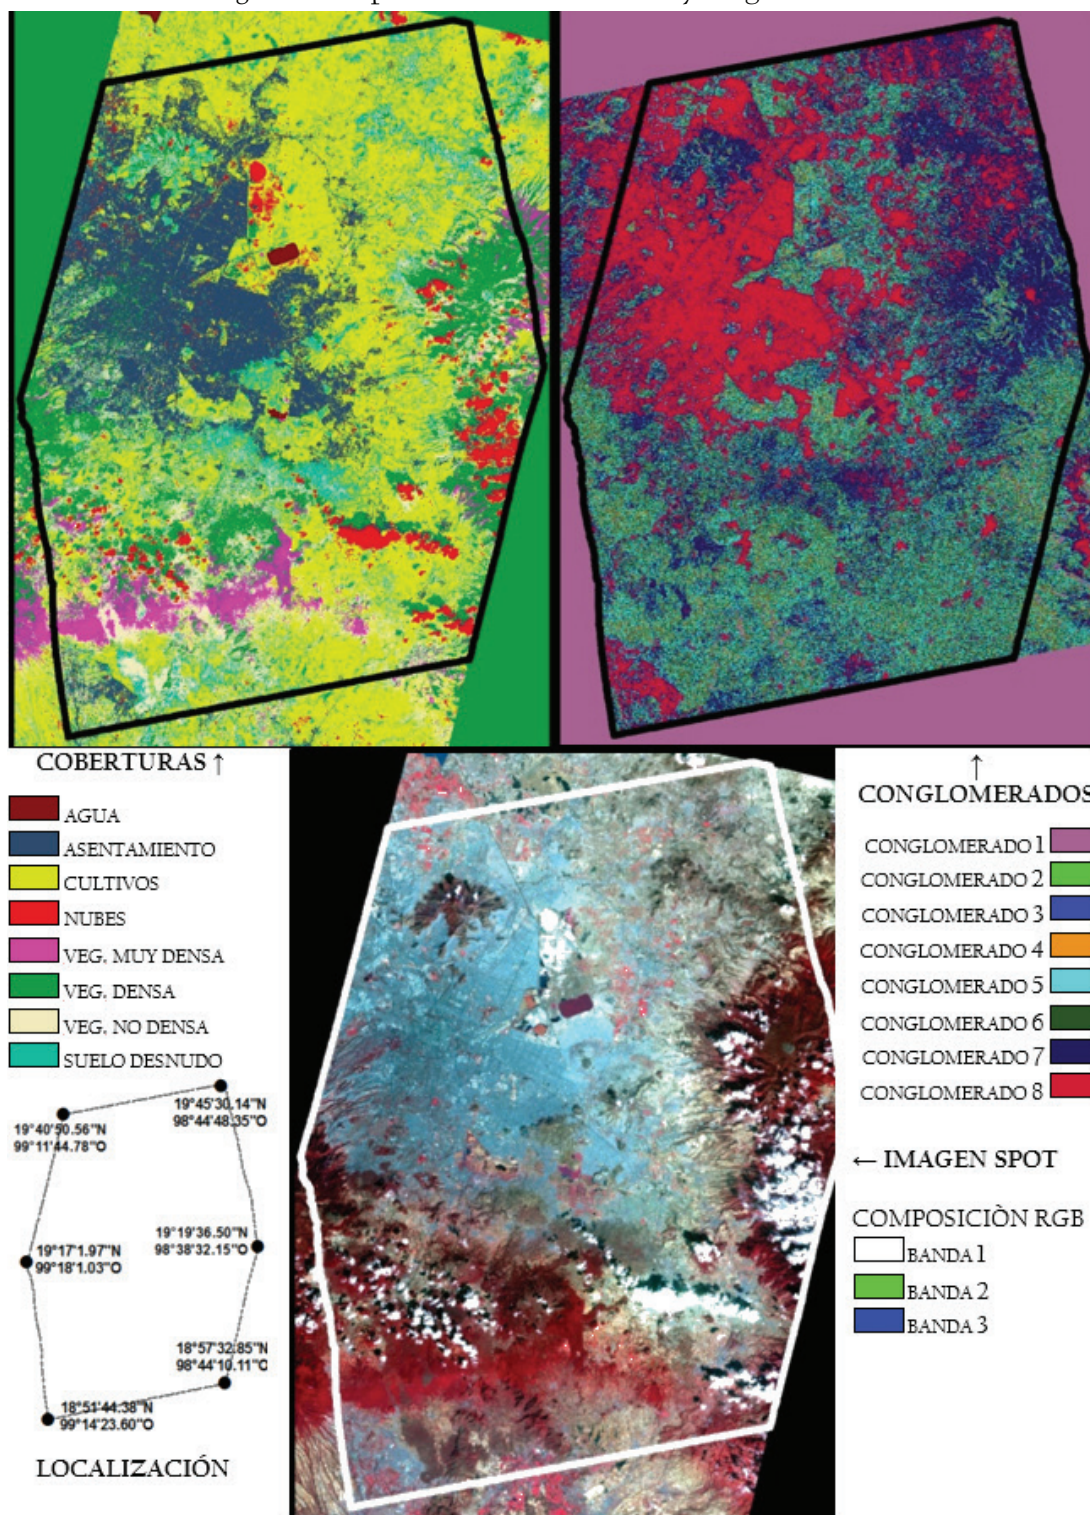 COBERTURAS ↑
AGUA
ASENTAMIENTO
CULTIVOS
NUBES
VEG. MUY DENSA
VEG. DENSA
VEG. NO DENSA
SUELO DESNUDO
19°45'30.14"N
98°44'48.35"O
19°40'50.56"N
99°11'44.78"O
19°19'36.50"N
98°38'32.15"O
19°17'1.97"N
99°18'1.03"O
18°57'32.85"N
98°44'10.11"O
18°51'44.38"N
99°14'23.60"O
LOCALIZACIÓN
↑
CONGLOMERADOS
CONGLOMERADO 1
CONGLOMERADO 2
CONGLOMERADO 3
CONGLOMERADO 4
CONGLOMERADO 5
CONGLOMERADO 6
CONGLOMERADO 7
CONGLOMERADO 8
← IMAGEN SPOT
COMPOSICIÒN RGB
BANDA 1
BANDA 2
BANDA 3